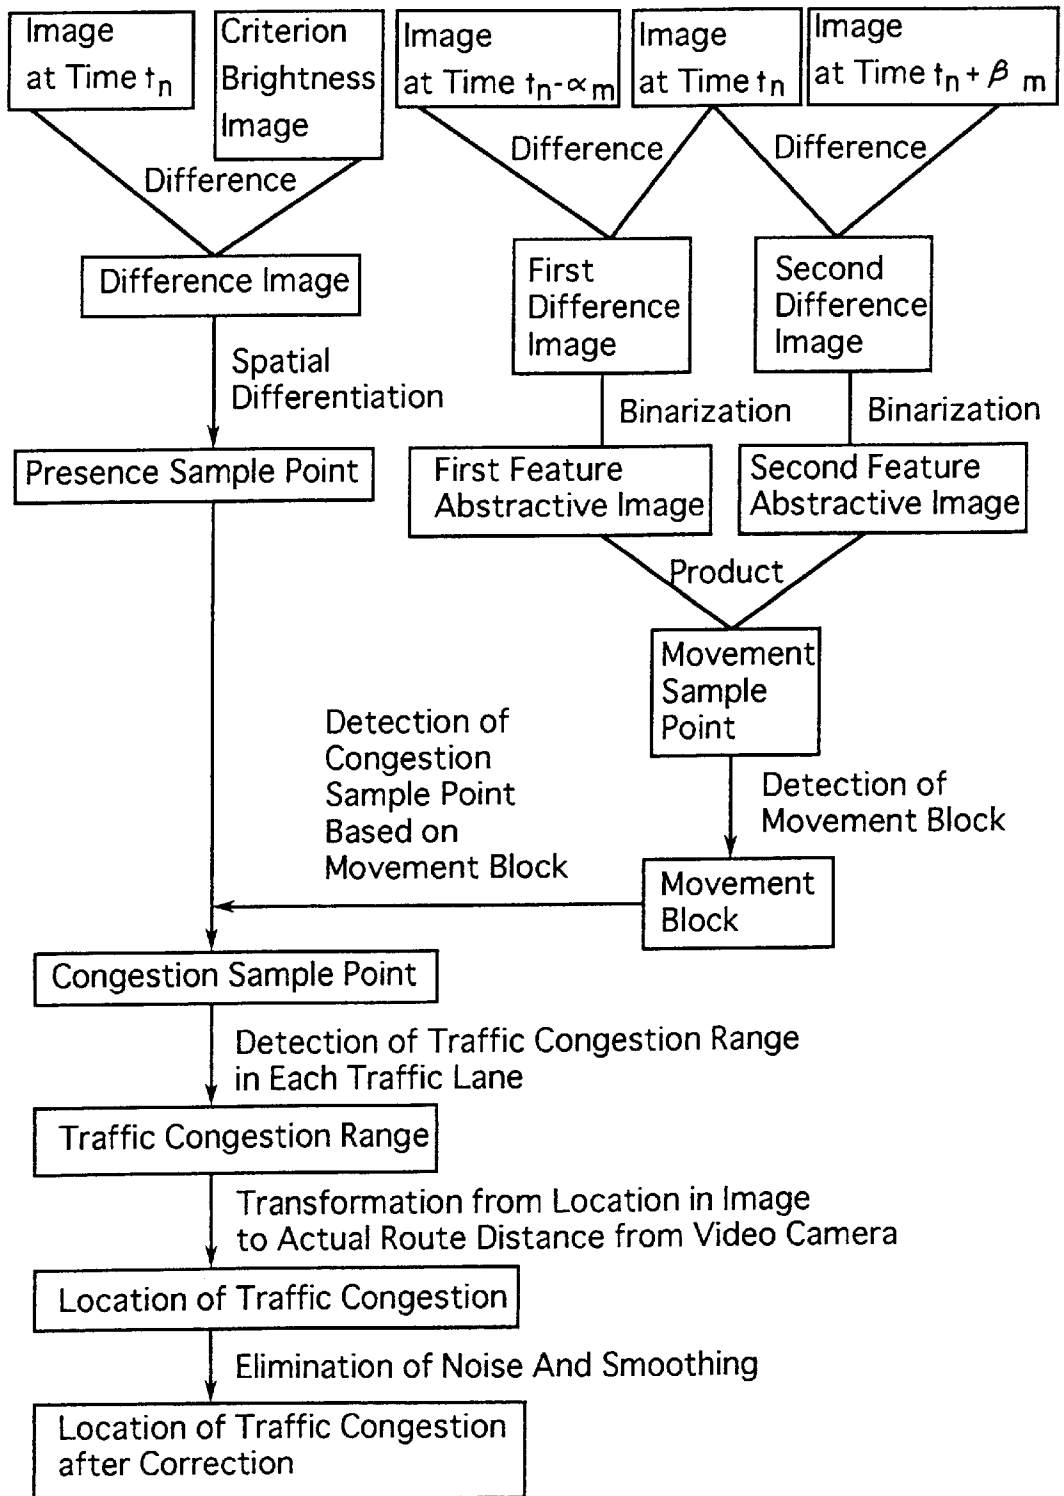 Image
at Time tn
Criterion
Brightness
Image
Image
at Time tn-αm
Image
at Time tn
Image
at Time tn + βm
Difference
Difference
Difference
Difference Image
First
Difference
Image
Second
Difference
Image
Spatial
Differentiation
Binarization
Binarization
Presence Sample Point
First Feature
Abstractive Image
Second Feature
Abstractive Image
Product
Movement
Sample
Point
Detection of
Congestion
Sample Point
Based on
Movement Block
Detection of
Movement Block
Movement
Block
Congestion Sample Point
Detection of Traffic Congestion Range
in Each Traffic Lane
Traffic Congestion Range
Transformation from Location in Image
to Actual Route Distance from Video Camera
Location of Traffic Congestion
Elimination of Noise And Smoothing
Location of Traffic Congestion
after Correction